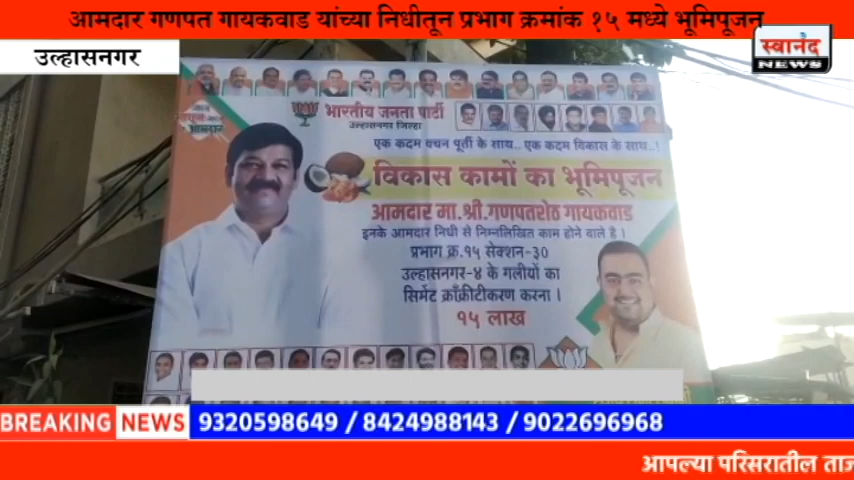 आमदार गणपत गायकवाड यांच्या निधीतून प्रभाग क्रमांक १५ मध्ये भूमिपूजन
स्वानंद
NEWS
उल्हासनगर
भारतीय जनता पार्टी
उल्हासनगर जिल्हा
एक कदम वचन पूर्ती के साथ.. एक कदम विकास के साथ..!
विकास कामों का भूमिपूजन
आमदार मा.श्री.गणपतशेठ गायकवाड
इनके आमदार निधी से निम्नलिखित काम होने वाले है ।
प्रभाग क्र.१५ सेक्शन-३०
उल्हासनगर-४ के गलीयों का
सिमेंट काँक्रीटीकरण करना ।
१५ लाख
BREAKING NEWS
9320598649 / 8424988143 / 9022696968
आपल्या परिसरातील